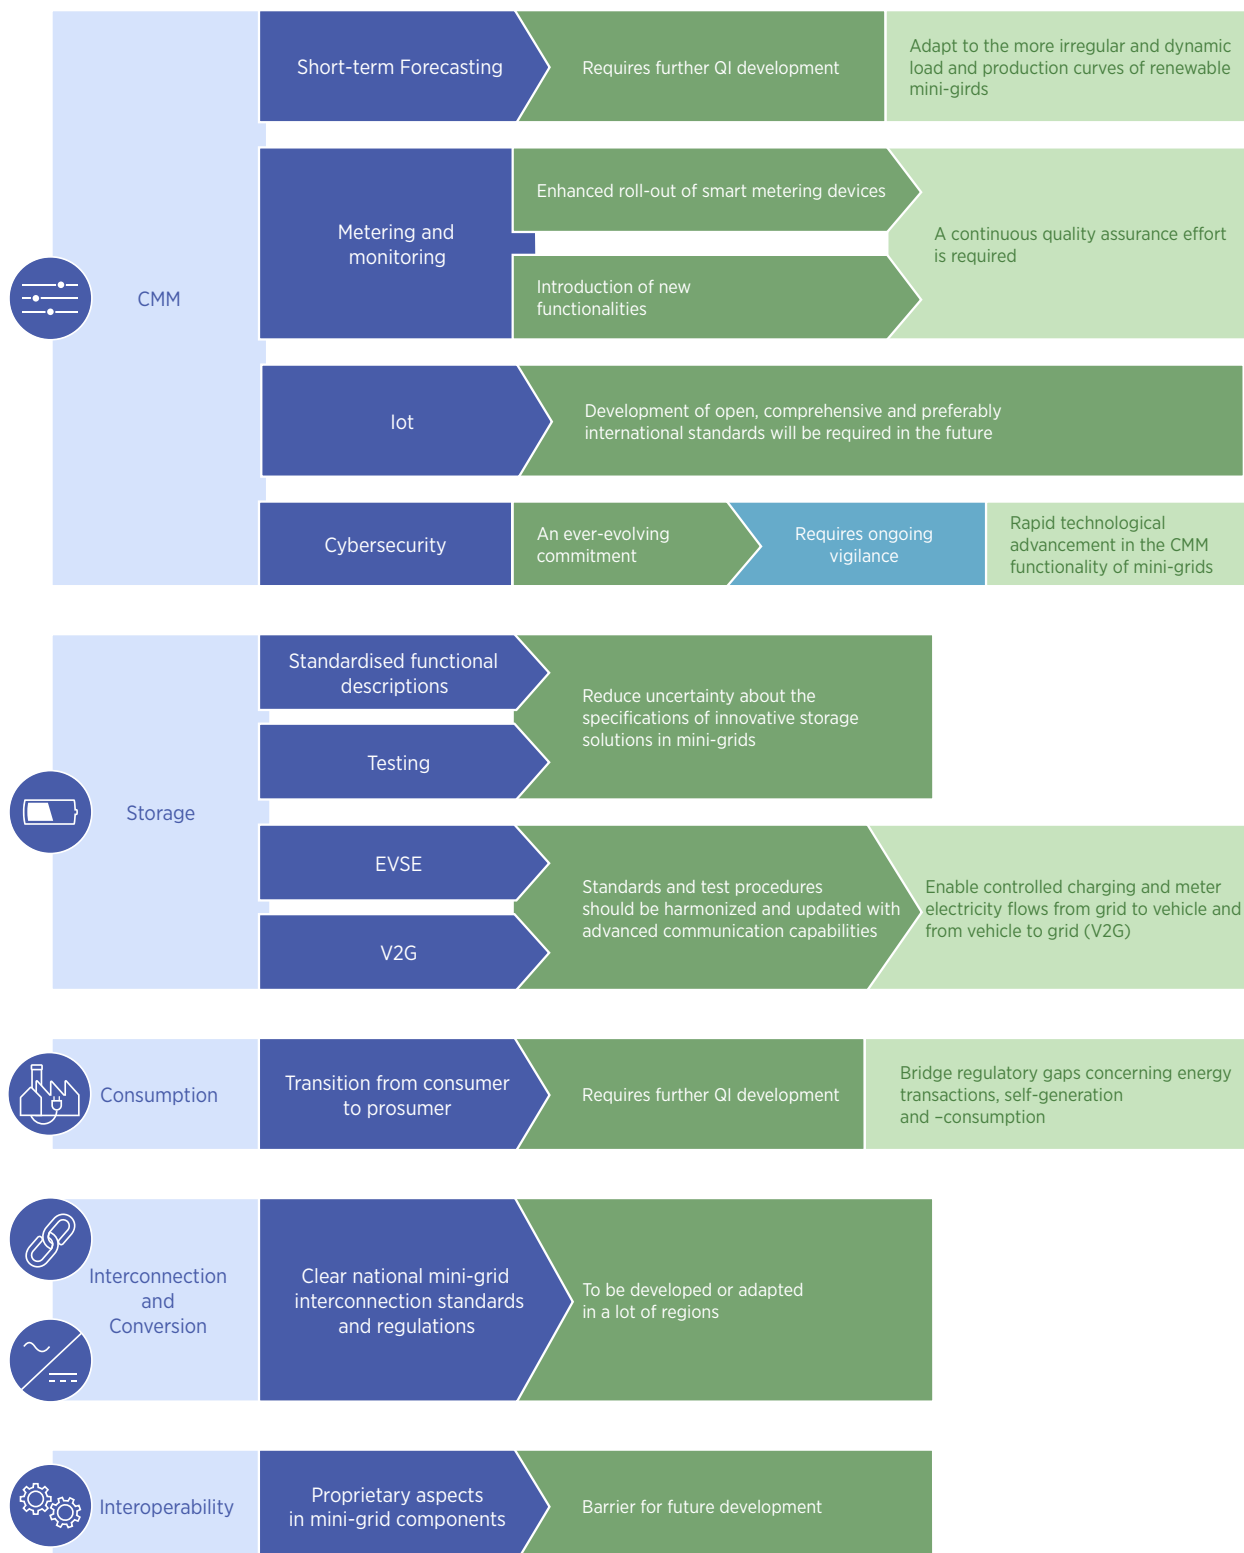 CMM
Short-term Forecasting
Requires further QI development
Adapt to the more irregular and dynamic
load and production curves of renewable
mini-girds
Metering and
monitoring
Enhanced roll-out of smart metering devices
Introduction of new
functionalities
A continuous quality assurance effort
is required
Iot
Development of open, comprehensive and preferably
international standards will be required in the future
Cybersecurity
An ever-evolving
commitment
Requires ongoing
vigilance
Rapid technological
advancement in the CMM
functionality of mini-grids
Storage
Standardised functional
descriptions
Testing
Reduce uncertainty about the
specifications of innovative storage
solutions in mini-grids
EVSE
V2G
Standards and test procedures
should be harmonized and updated with
advanced communication capabilities
Enable controlled charging and meter
electricity flows from grid to vehicle and
from vehicle to grid (V2G)
Consumption
Transition from consumer
to prosumer
Requires further QI development
Bridge regulatory gaps concerning energy
transactions, self-generation
and –consumption
Interconnection
and
Conversion
Clear national mini-grid
interconnection standards
and regulations
To be developed or adapted
in a lot of regions
Interoperability
Proprietary aspects
in mini-grid components
Barrier for future development